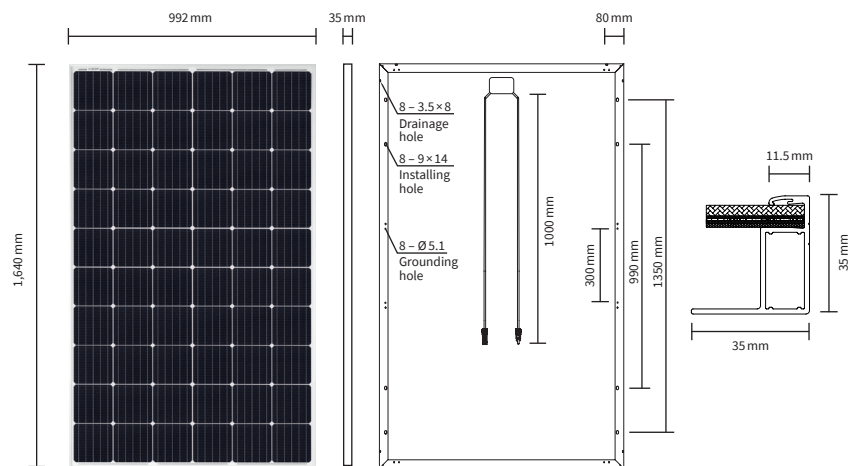 992 mm
35 mm
80 mm
1,640 mm
8 – 3.5 × 8
Drainage
hole
8 – 9 × 14
Installing
hole
8 – Ø 5.1
Grounding
hole
1000 mm
300 mm
990 mm
1350 mm
11.5 mm
35 mm
35 mm